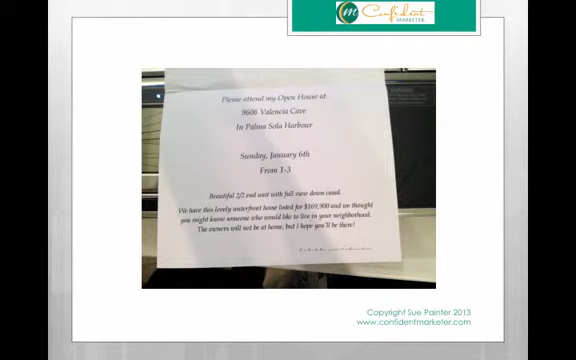 m Confident
MARKETER
Please attend my Open House at
9606 Valencia Cave
In Palma Sola Harbour
Sunday, January 6th
From 1-3
Beautiful 2/2 end unit with full view down canal.
We have this lovely waterfront home listed for $169,900 and we thought
you might know someone who would like to live in your neighborhood.
The owners will not be at home, but I hope you'll be there!
Copyright Sue Painter 2013
www.confidentmarketer.com